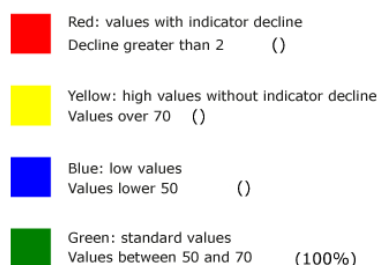 Red: values with indicator decline
Decline greater than 2 ()
Yellow: high values without indicator decline
Values over 70 ()
Blue: low values
Values lower 50 ()
Green: standard values
Values between 50 and 70 (100%)